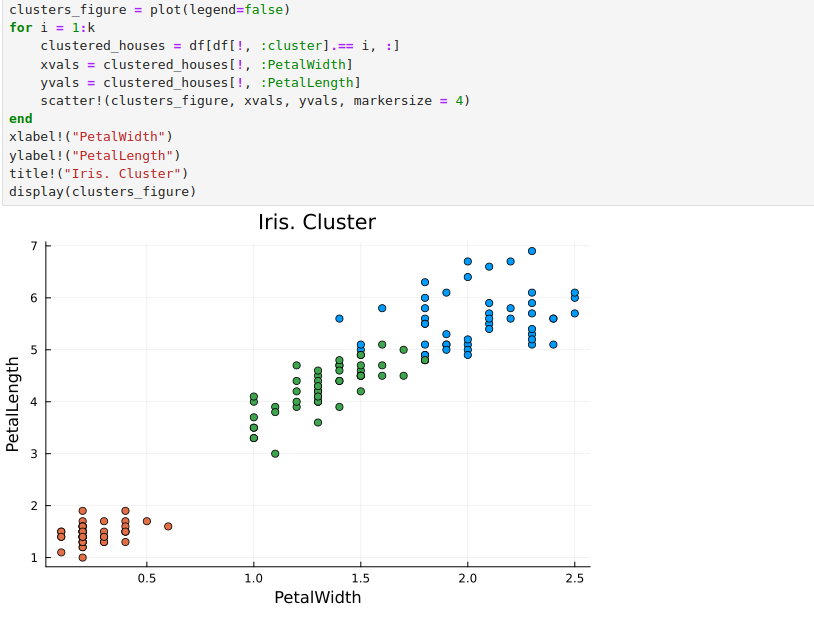 clusters_figure = plot(legend=false)
for i = 1:k
    clustered_houses = df[df[!, :cluster].== i, :]
    xvals = clustered_houses[!, :PetalWidth]
    yvals = clustered_houses[!, :PetalLength]
    scatter!(clusters_figure, xvals, yvals, markersize = 4)
end
xlabel!("PetalWidth")
ylabel!("PetalLength")
title!("Iris. Cluster")
display(clusters_figure)
Iris. Cluster
7
6
5
4
3
2
1
PetalLength
0.5 1.0 1.5 2.0 2.5
PetalWidth